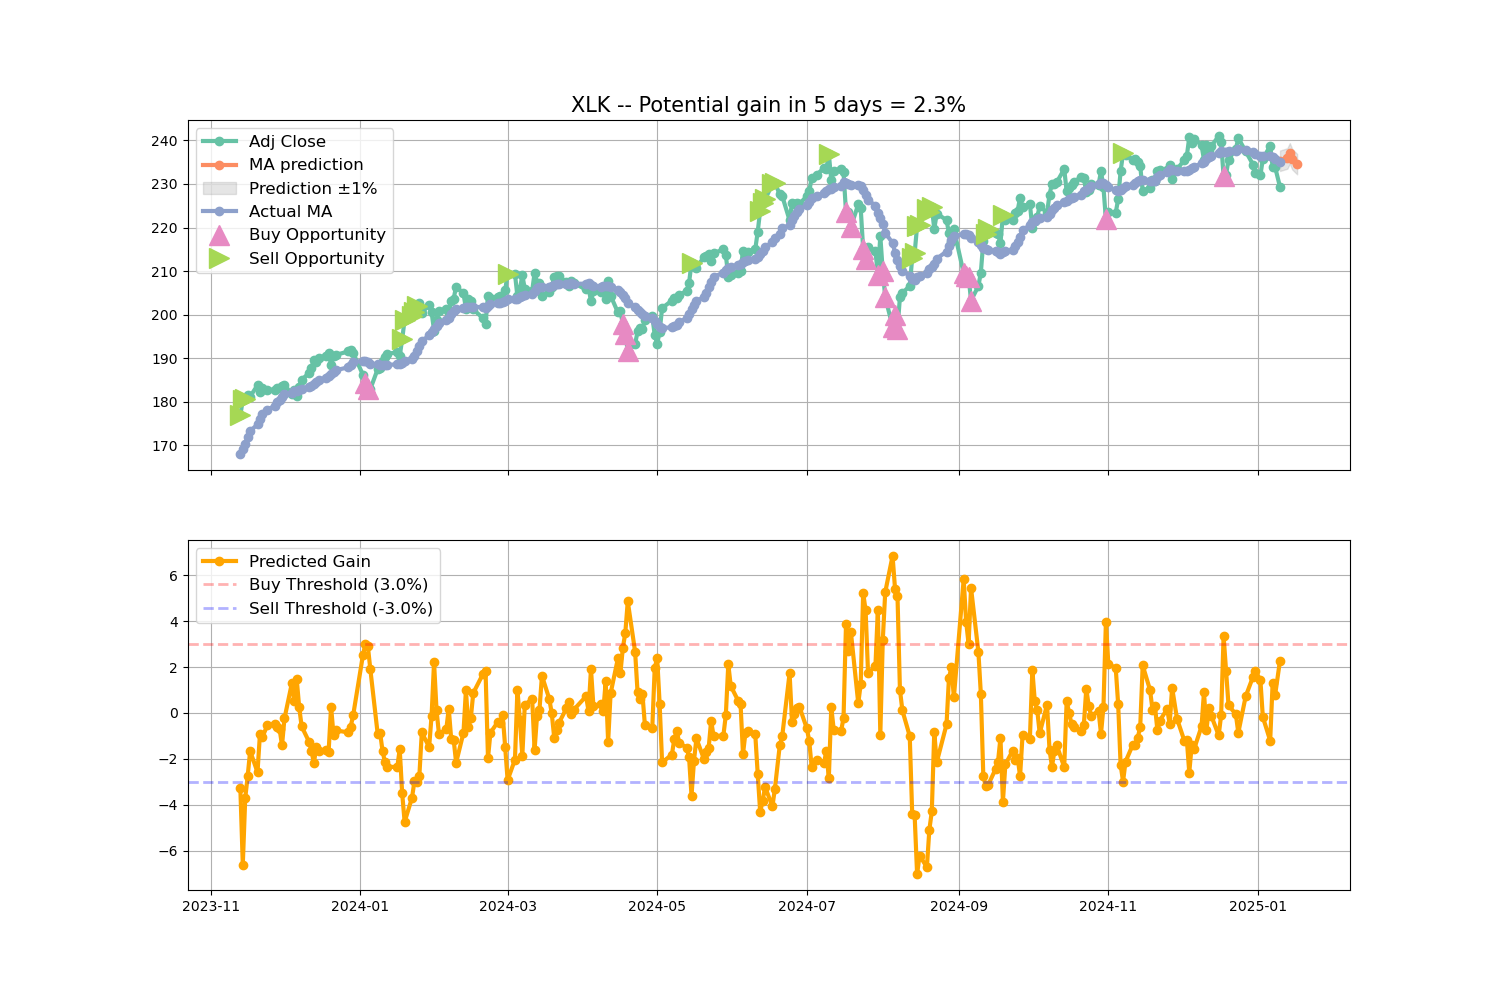 XLK -- Potential gain in 5 days = 2.3%
Adj Close
MA prediction
Prediction ±1%
Actual MA
Buy Opportunity
Sell Opportunity
240
230
220
210
200
190
180
170
Predicted Gain
Buy Threshold (3.0%)
Sell Threshold (-3.0%)
6
4
2
0
−2
−4
−6
2023-11
2024-01
2024-03
2024-05
2024-07
2024-09
2024-11
2025-01